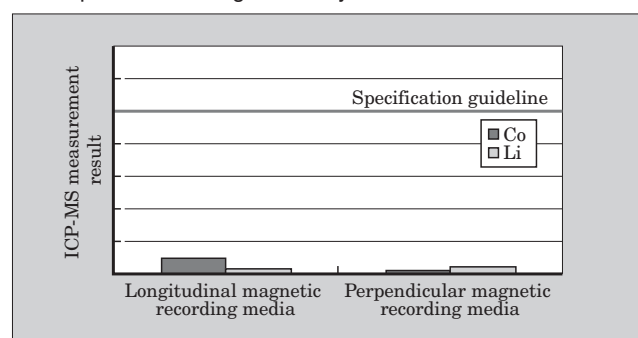 Specification guideline
Co
Li
ICP-MS measurement
result
Longitudinal magnetic
recording media
Perpendicular magnetic
recording media